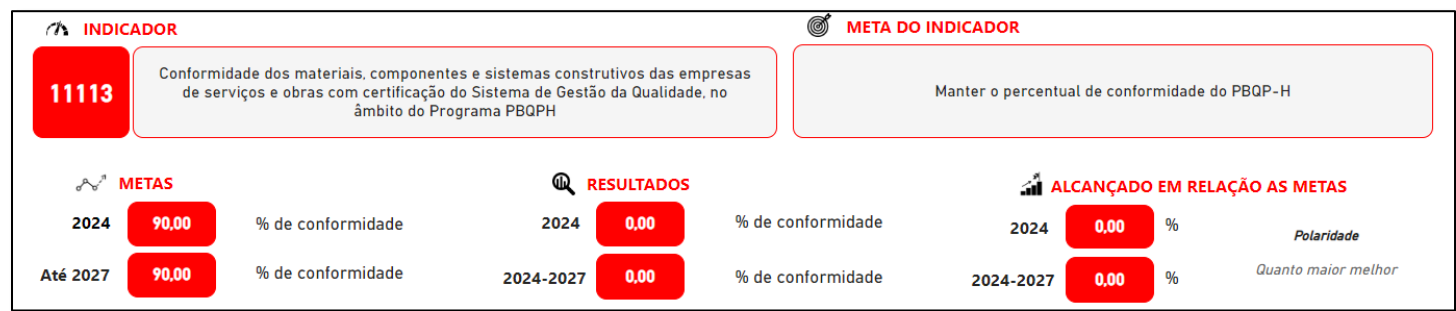 INDICADOR
META DO INDICADOR
11113
Conformidade dos materiais, componentes e sistemas construtivos das empresas
de serviços e obras com certificação do Sistema de Gestão da Qualidade, no
âmbito do Programa PBQPH
Manter o percentual de conformidade do PBQP-H
METAS
2024 90,00 % de conformidade
Até 2027 90,00 % de conformidade
RESULTADOS
2024 0,00 % de conformidade
2024-2027 0,00 % de conformidade
ALCANÇADO EM RELAÇÃO AS METAS
2024 0,00 %
2024-2027 0,00 %
Polaridade
Quanto maior melhor